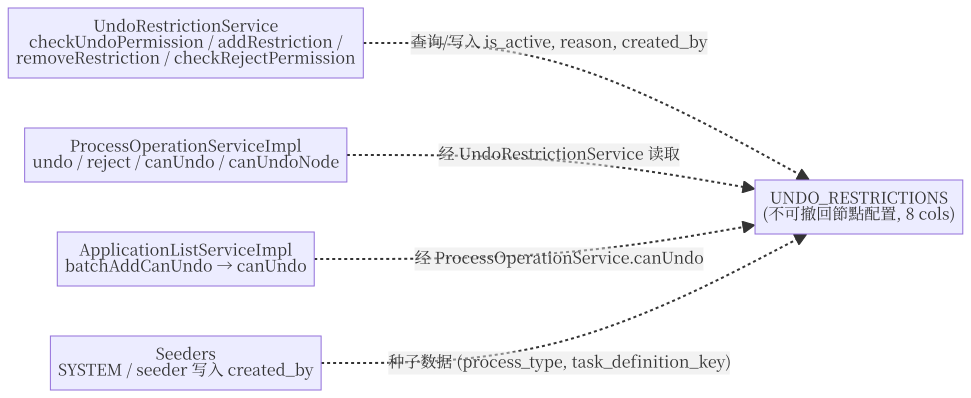 UndoRestrictionService
checkUndoPermission / addRestriction /
removeRestriction / checkRejectPermission
查询/写入 is_active, reason, created_by
ProcessOperationServiceImpl
undo / reject / canUndo / canUndoNode
经 UndoRestrictionService 读取
UNDO_RESTRICTIONS
(不可撤回節點配置, 8 cols)
ApplicationListServiceImpl
batchAddCanUndo → canUndo
经 ProcessOperationService.canUndo
Seeders
SYSTEM / seeder 写入 created_by
种子数据 (process_type, task_definition_key)